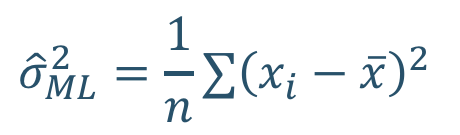 σ̂²_ML = 1/n ∑(xᵢ − x̄)²